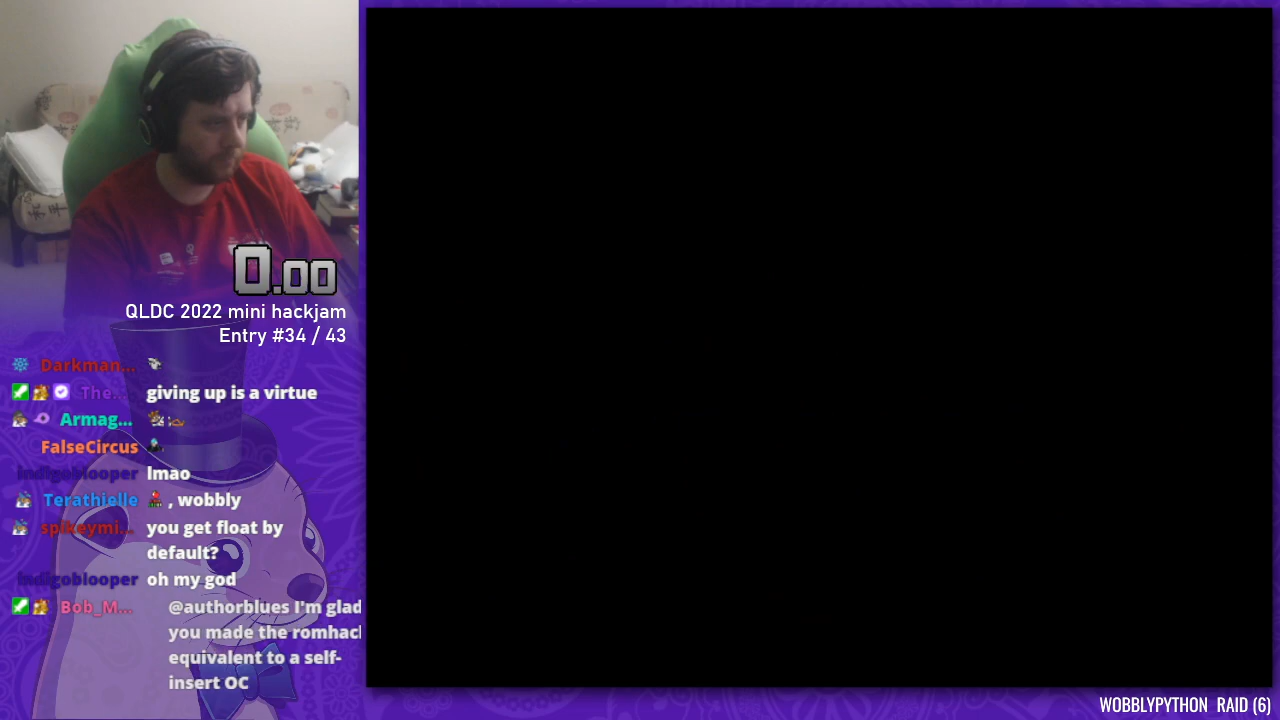 0.00
QLDC 2022 mini hackjam
Entry #34 / 43
Darkman...
The... giving up is a virtue
Armag...
FalseCircus
indigoblooper lmao
Terathielle , wobbly
spikeymi... you get float by
default?
indigoblooper oh my god
Bob_M... @authorblues I'm glad
you made the romhack
equivalent to a self-
insert OC
WOBBLYPYTHON RAID (6)